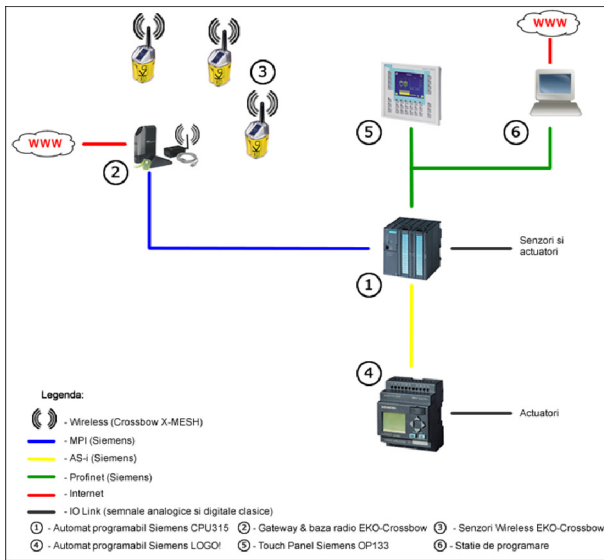 WWW
3
WWW
2
5
6
1
Senzori si
actuatori
4
Actuatori
Legenda:
- Wireless (Crossbow X-MESH)
- MPI (Siemens)
- AS-i (Siemens)
- Profinet (Siemens)
- Internet
- IO Link (semnale analogice si digitale clasice)
1 - Automat programabil Siemens CPU315 2 - Gateway & baza radio EKO-Crossbow 3 - Senzori Wireless EKO-Crossbow
4 - Automat programabil Siemens LOGO! 5 - Touch Panel Siemens OP133 6 - Statie de programare